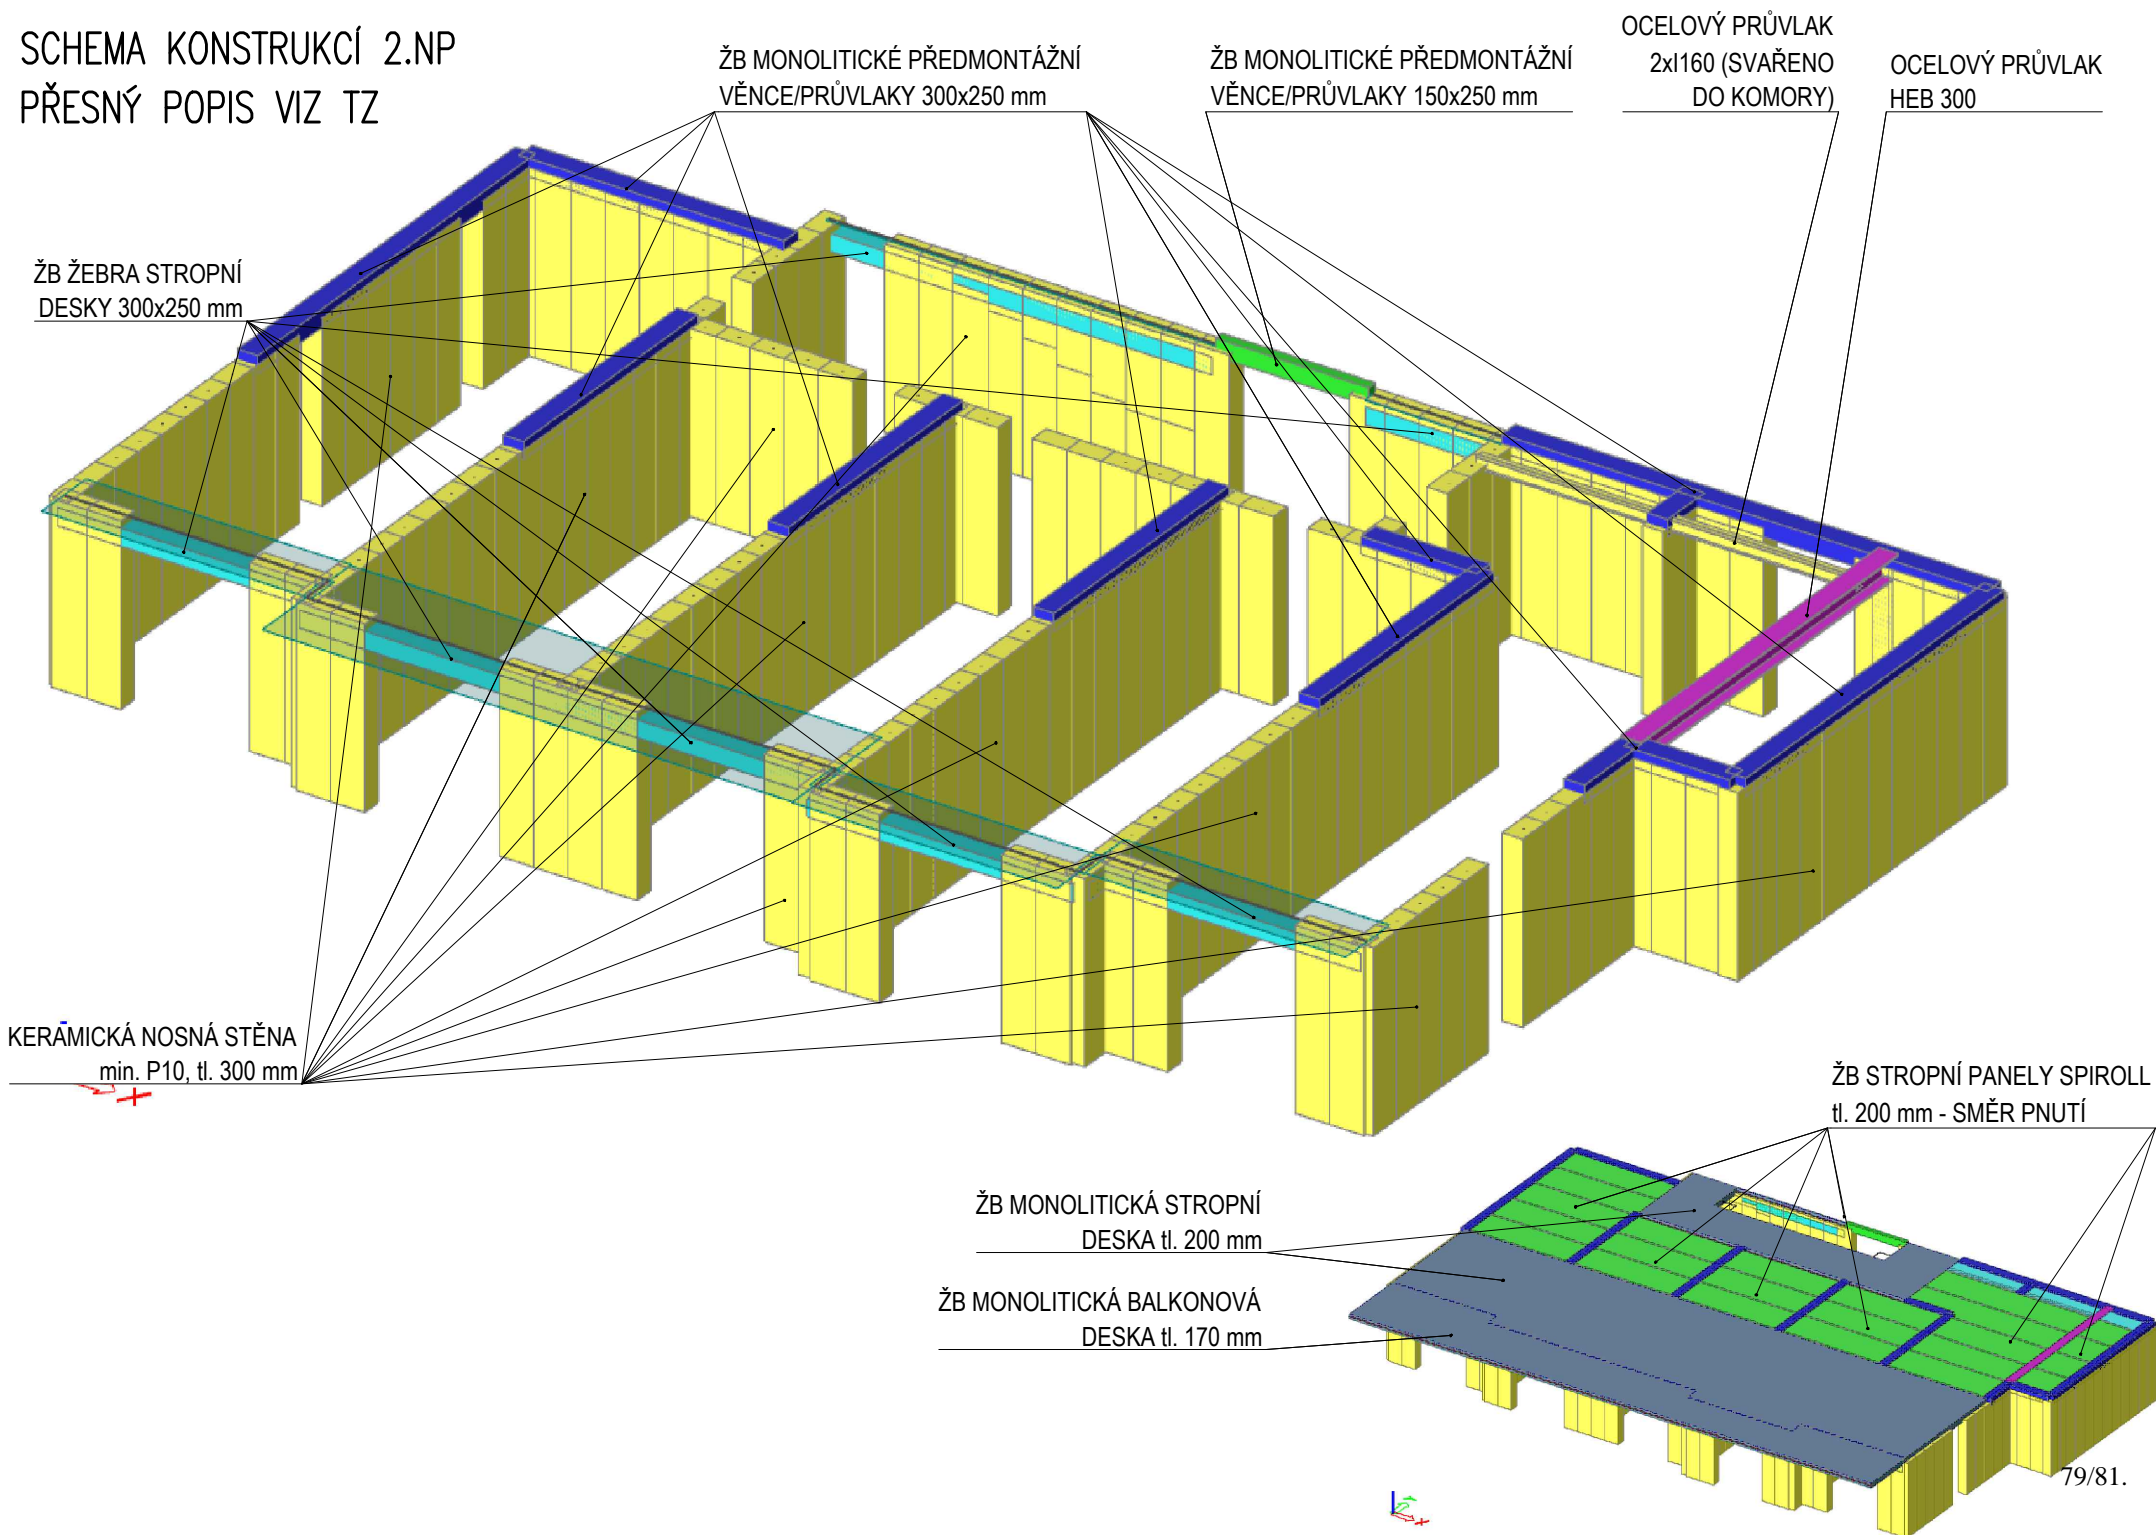 SCHEMA KONSTRUKCÍ 2.NP
PŘESNÝ POPIS VIZ TZ
ŽB MONOLITICKÉ PŘEDMONTÁŽNÍ
VĚNCE/PRŮVLAKY 300x250 mm
ŽB MONOLITICKÉ PŘEDMONTÁŽNÍ
VĚNCE/PRŮVLAKY 150x250 mm
OCELOVÝ PRŮVLAK
2xI160 (SVAŘENO
DO KOMORY)
OCELOVÝ PRŮVLAK
HEB 300
ŽB ŽEBRA STROPNÍ
DESKY 300x250 mm
KERAMICKÁ NOSNÁ STĚNA
min. P10, tl. 300 mm
ŽB STROPNÍ PANELY SPIROLL
tl. 200 mm - SMĚR PNUTÍ
ŽB MONOLITICKÁ STROPNÍ
DESKA tl. 200 mm
ŽB MONOLITICKÁ BALKONOVÁ
DESKA tl. 170 mm
79/81.